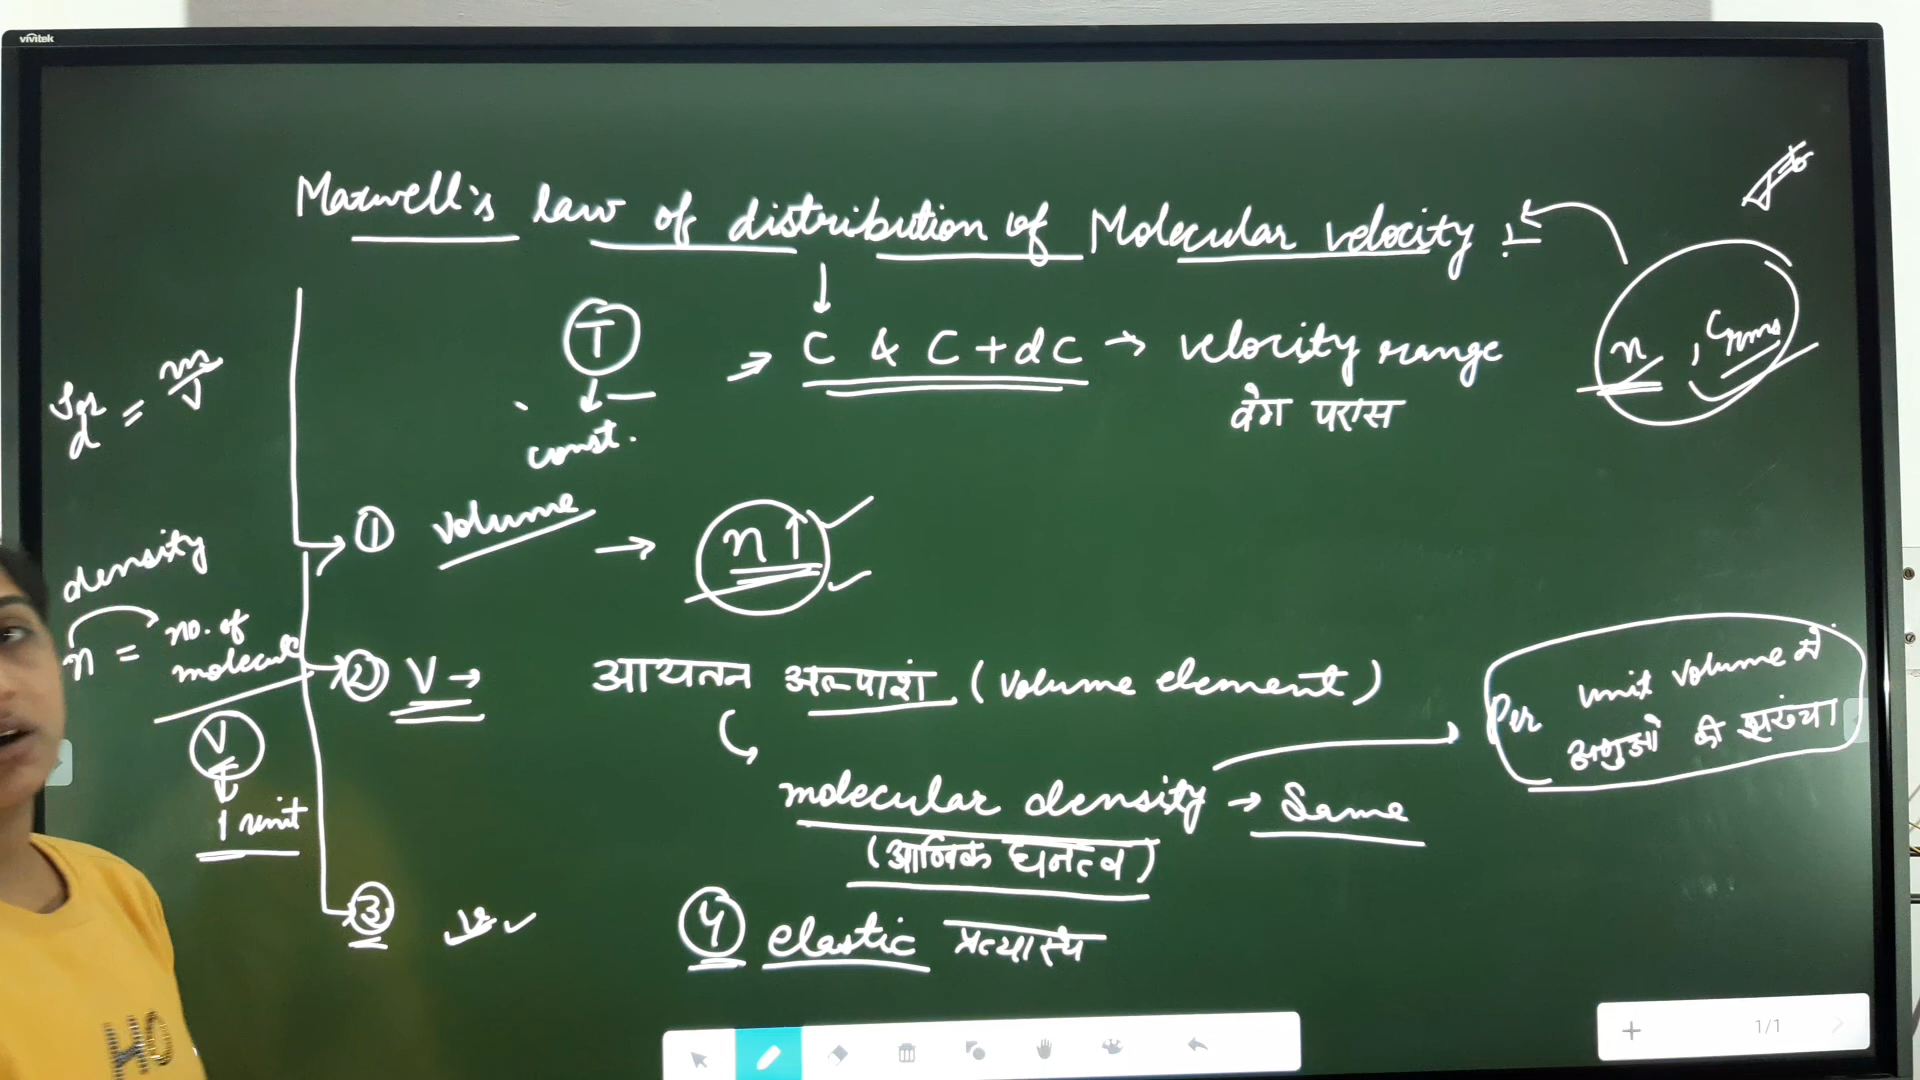 vivitek
Maxwell's law of distribution of Molecular velocity :-
T
const.
C & C + dC → velocity range
वेग परास
n , Crms
d = m/V
① volume → n↑
density
n = no. of
molecule
V
1 unit
② V → आयतन अल्पांश (Volume element)
Per unit volume में
अणुओं की संख्या
molecular density → Same
(आण्विक घनत्व)
③
④ elastic प्रत्यास्थ
HO
1/1